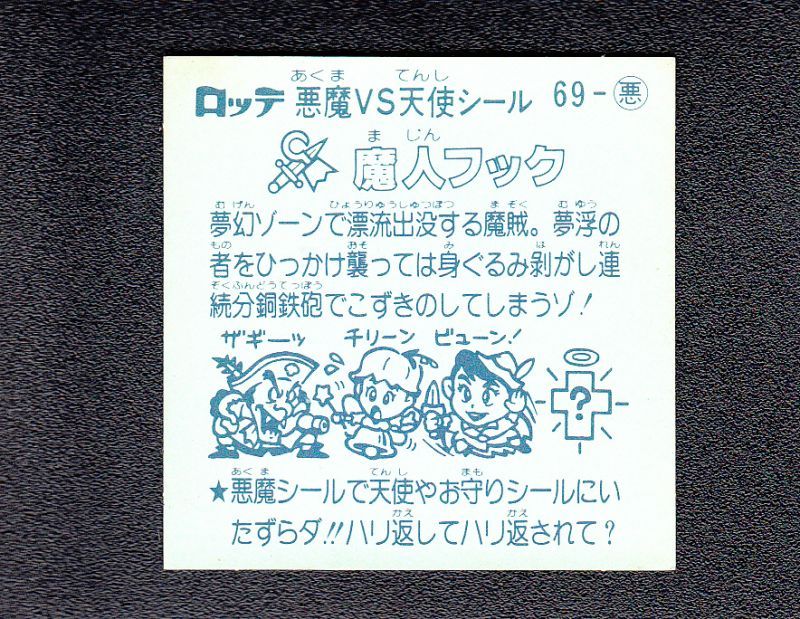 あくま てんし
ロッテ 悪魔VS天使シール 69-悪
まじん
魔人フック
むげん ひょうりゅうしゅつぼつ まぞく むゆう
夢幻ゾーンで漂流出没する魔賊。夢浮の
もの おそ み は れん
者をひっかけ襲っては身ぐるみ剥がし連
ぞくふんどうてっぽう
続分銅鉄砲でこずきのしてしまうゾ!
ザギーッ チリーン ビューン!
?
あくま てんし まも
★悪魔シールで天使やお守りシールにい
かえ かえ
たずらダ!!ハリ返してハリ返されて?